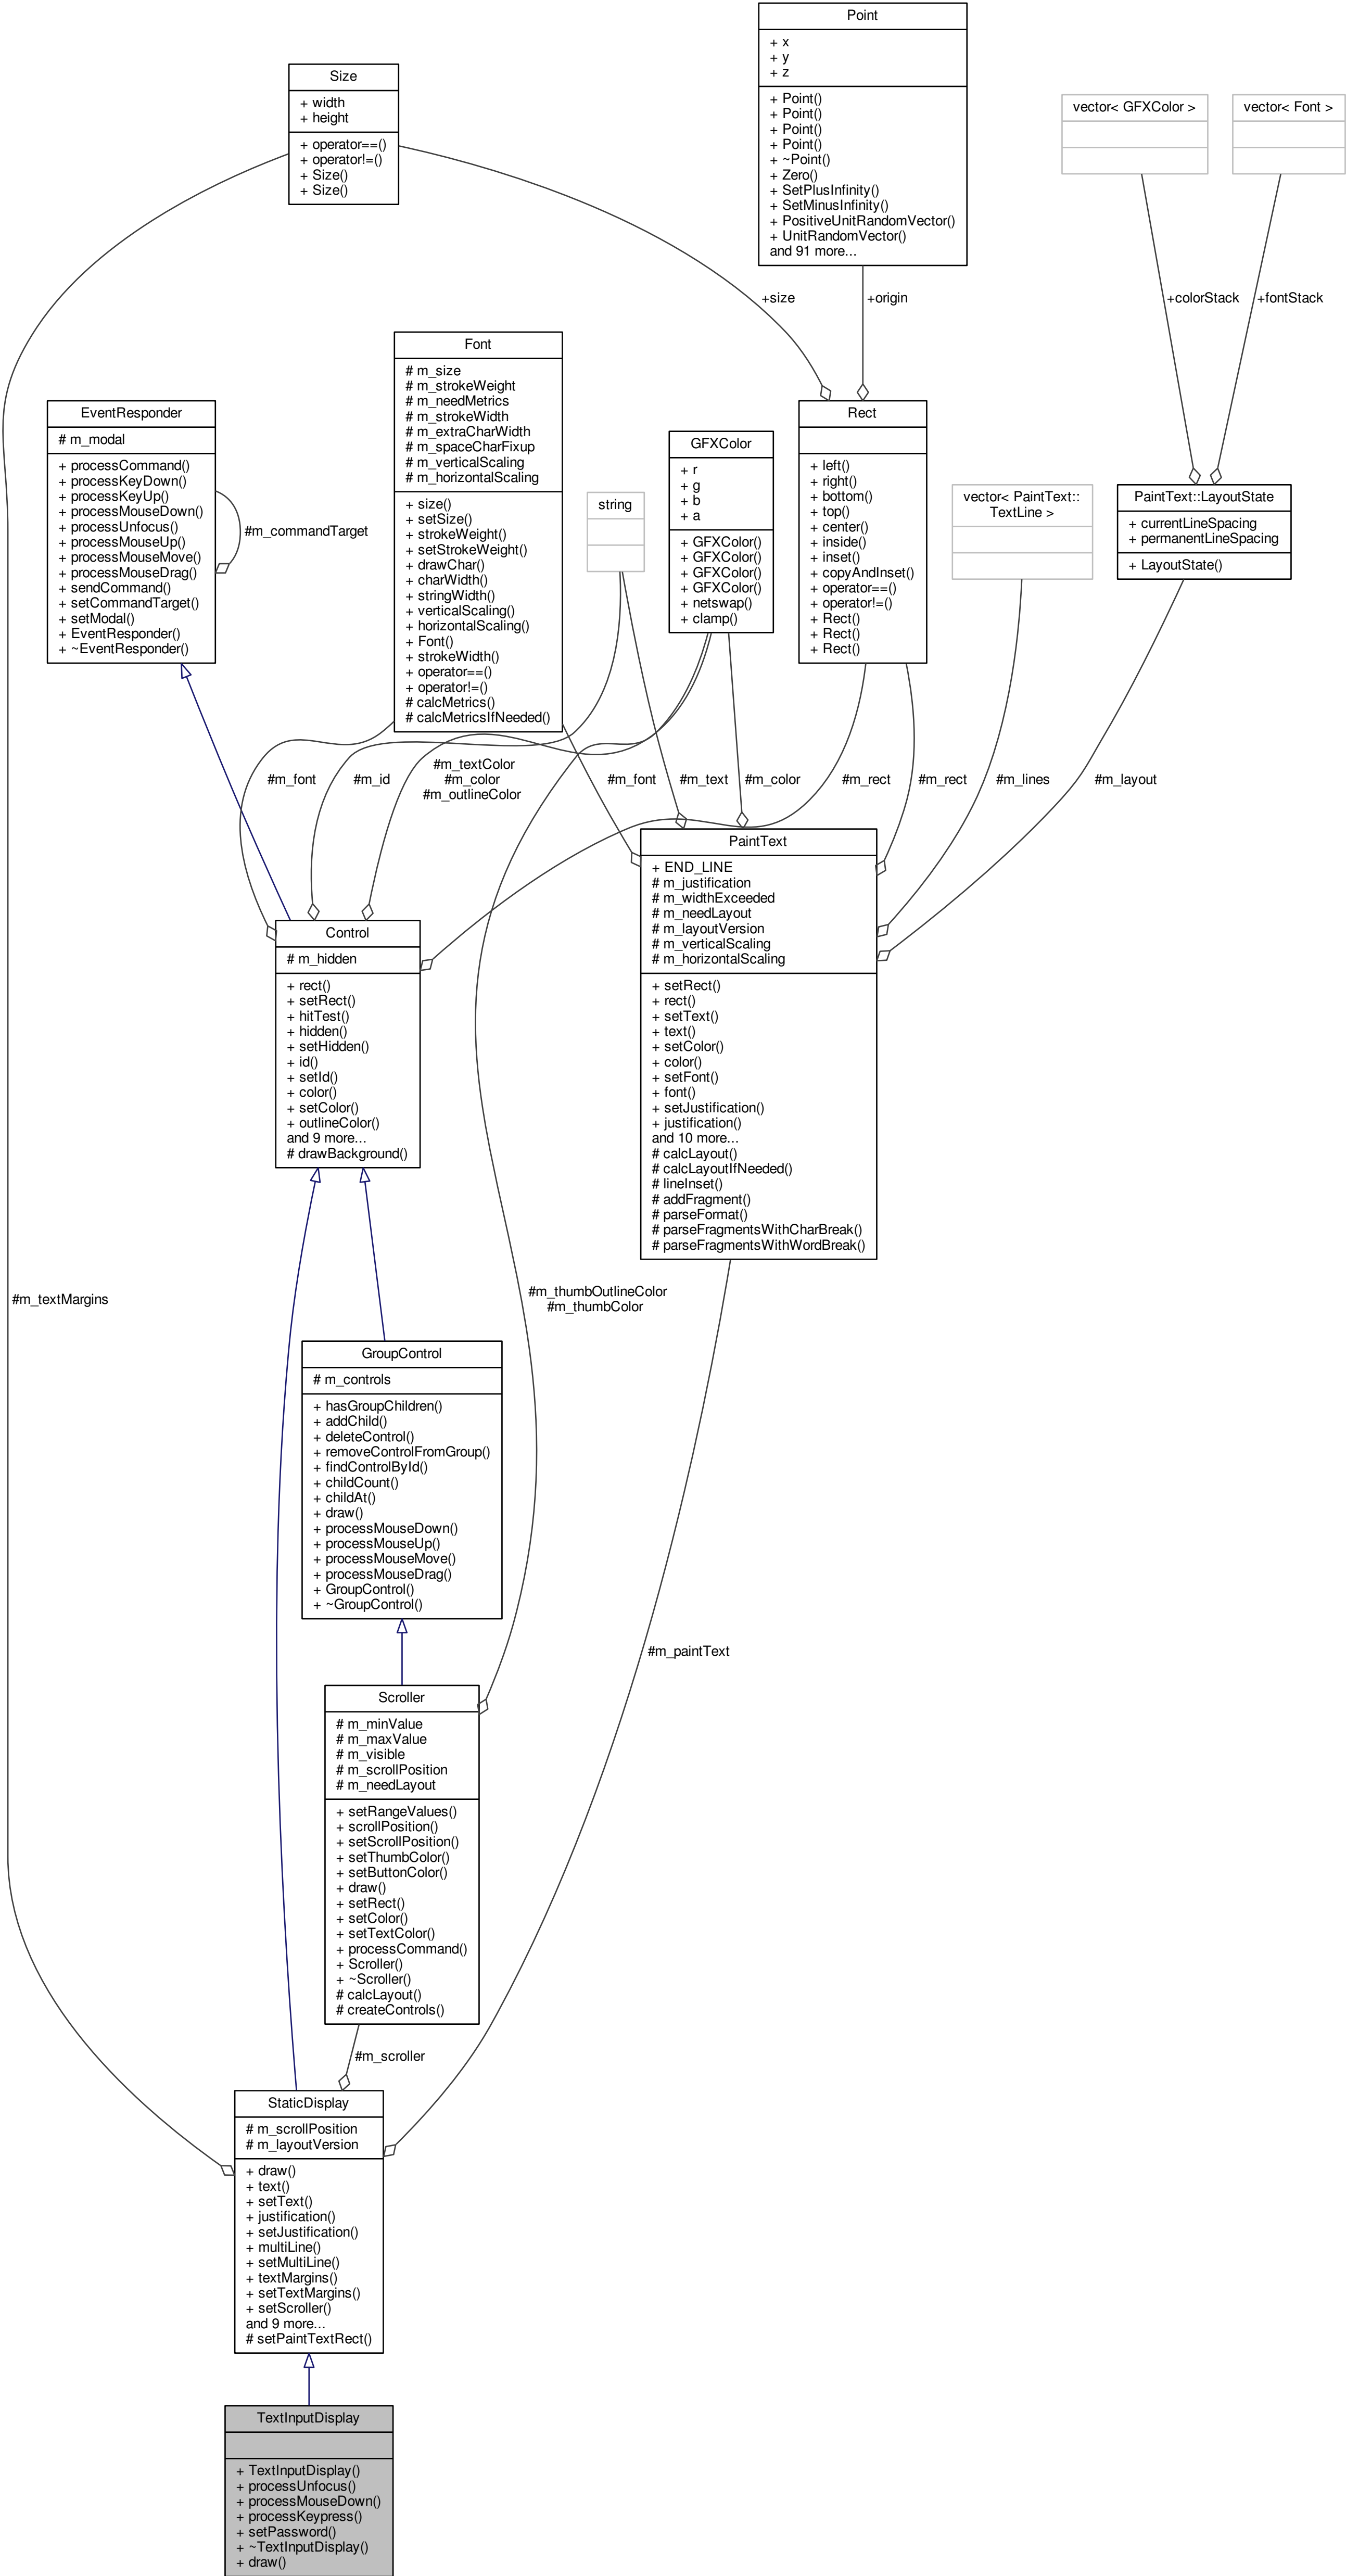 Point
+ x
+ y
+ z
+ Point()
+ Point()
+ Point()
+ Point()
+ ~Point()
+ Zero()
+ SetPlusInfinity()
+ SetMinusInfinity()
+ PositiveUnitRandomVector()
+ UnitRandomVector()
and 91 more...
Size
+ width
+ height
+ operator==()
+ operator!=()
+ Size()
+ Size()
vector< GFXColor >
vector< Font >
+size
+origin
+colorStack
+fontStack
Font
# m_size
# m_strokeWeight
# m_needMetrics
# m_strokeWidth
# m_extraCharWidth
# m_spaceCharFixup
# m_verticalScaling
# m_horizontalScaling
+ size()
+ setSize()
+ strokeWeight()
+ setStrokeWeight()
+ drawChar()
+ charWidth()
+ stringWidth()
+ verticalScaling()
+ horizontalScaling()
+ Font()
+ strokeWidth()
+ operator==()
+ operator!=()
# calcMetrics()
# calcMetricsIfNeeded()
EventResponder
# m_modal
+ processCommand()
+ processKeyDown()
+ processKeyUp()
+ processMouseDown()
+ processUnfocus()
+ processMouseUp()
+ processMouseMove()
+ processMouseDrag()
+ sendCommand()
+ setCommandTarget()
+ setModal()
+ EventResponder()
+ ~EventResponder()
#m_commandTarget
string
GFXColor
+ r
+ g
+ b
+ a
+ GFXColor()
+ GFXColor()
+ GFXColor()
+ GFXColor()
+ netswap()
+ clamp()
Rect
+ left()
+ right()
+ bottom()
+ top()
+ center()
+ inside()
+ inset()
+ copyAndInset()
+ operator==()
+ operator!=()
+ Rect()
+ Rect()
+ Rect()
vector< PaintText::
TextLine >
PaintText::LayoutState
+ currentLineSpacing
+ permanentLineSpacing
+ LayoutState()
#m_font
#m_id
#m_textColor
#m_color
#m_outlineColor
#m_font
#m_text
#m_color
#m_rect
#m_rect
#m_lines
#m_layout
PaintText
+ END_LINE
# m_justification
# m_widthExceeded
# m_needLayout
# m_layoutVersion
# m_verticalScaling
# m_horizontalScaling
+ setRect()
+ rect()
+ setText()
+ text()
+ setColor()
+ color()
+ setFont()
+ font()
+ setJustification()
+ justification()
and 10 more...
# calcLayout()
# calcLayoutIfNeeded()
# lineInset()
# addFragment()
# parseFormat()
# parseFragmentsWithCharBreak()
# parseFragmentsWithWordBreak()
Control
# m_hidden
+ rect()
+ setRect()
+ hitTest()
+ hidden()
+ setHidden()
+ id()
+ setId()
+ color()
+ setColor()
+ outlineColor()
and 9 more...
# drawBackground()
#m_textMargins
#m_thumbOutlineColor
#m_thumbColor
GroupControl
# m_controls
+ hasGroupChildren()
+ addChild()
+ deleteControl()
+ removeControlFromGroup()
+ findControlById()
+ childCount()
+ childAt()
+ draw()
+ processMouseDown()
+ processMouseUp()
+ processMouseMove()
+ processMouseDrag()
+ GroupControl()
+ ~GroupControl()
#m_paintText
Scroller
# m_minValue
# m_maxValue
# m_visible
# m_scrollPosition
# m_needLayout
+ setRangeValues()
+ scrollPosition()
+ setScrollPosition()
+ setThumbColor()
+ setButtonColor()
+ draw()
+ setRect()
+ setColor()
+ setTextColor()
+ processCommand()
+ Scroller()
+ ~Scroller()
# calcLayout()
# createControls()
#m_scroller
StaticDisplay
# m_scrollPosition
# m_layoutVersion
+ draw()
+ text()
+ setText()
+ justification()
+ setJustification()
+ multiLine()
+ setMultiLine()
+ textMargins()
+ setTextMargins()
+ setScroller()
and 9 more...
# setPaintTextRect()
TextInputDisplay
+ TextInputDisplay()
+ processUnfocus()
+ processMouseDown()
+ processKeypress()
+ setPassword()
+ ~TextInputDisplay()
+ draw()